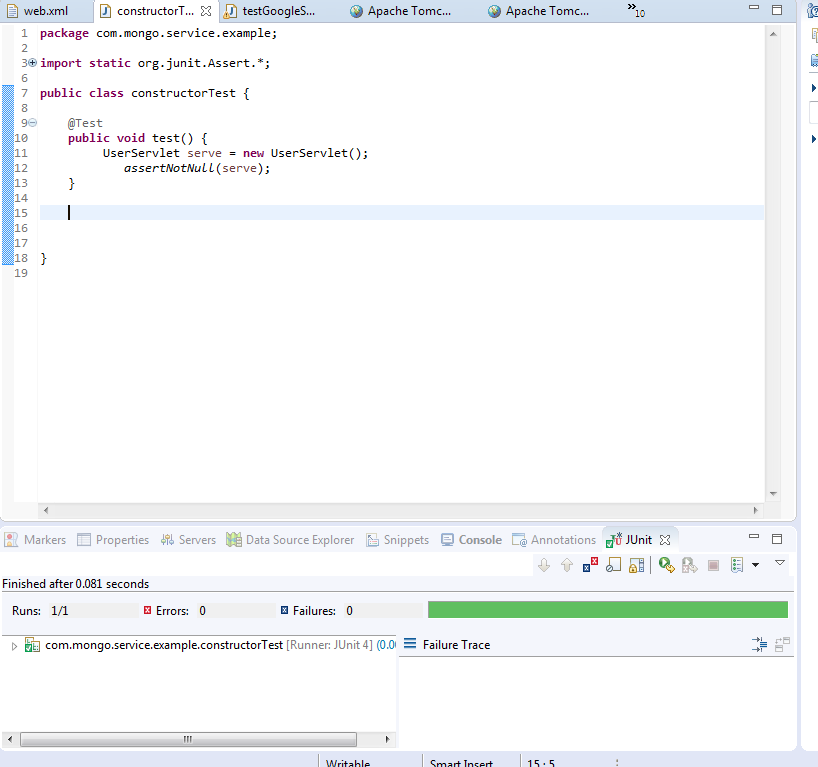 web.xml constructorT... testGoogleS... Apache Tomc... Apache Tomc... »10
1 package com.mongo.service.example;
2
3 import static org.junit.Assert.*;
6
7 public class constructorTest {
8
9 @Test
10 public void test() {
11 UserServlet serve = new UserServlet();
12 assertNotNull(serve);
13 }
14
15
16
17
18 }
19
Markers Properties Servers Data Source Explorer Snippets Console Annotations JUnit
Finished after 0.081 seconds
Runs: 1/1 Errors: 0 Failures: 0
com.mongo.service.example.constructorTest [Runner: JUnit 4] (0.00 Failure Trace
Writable Smart Insert 15 : 5